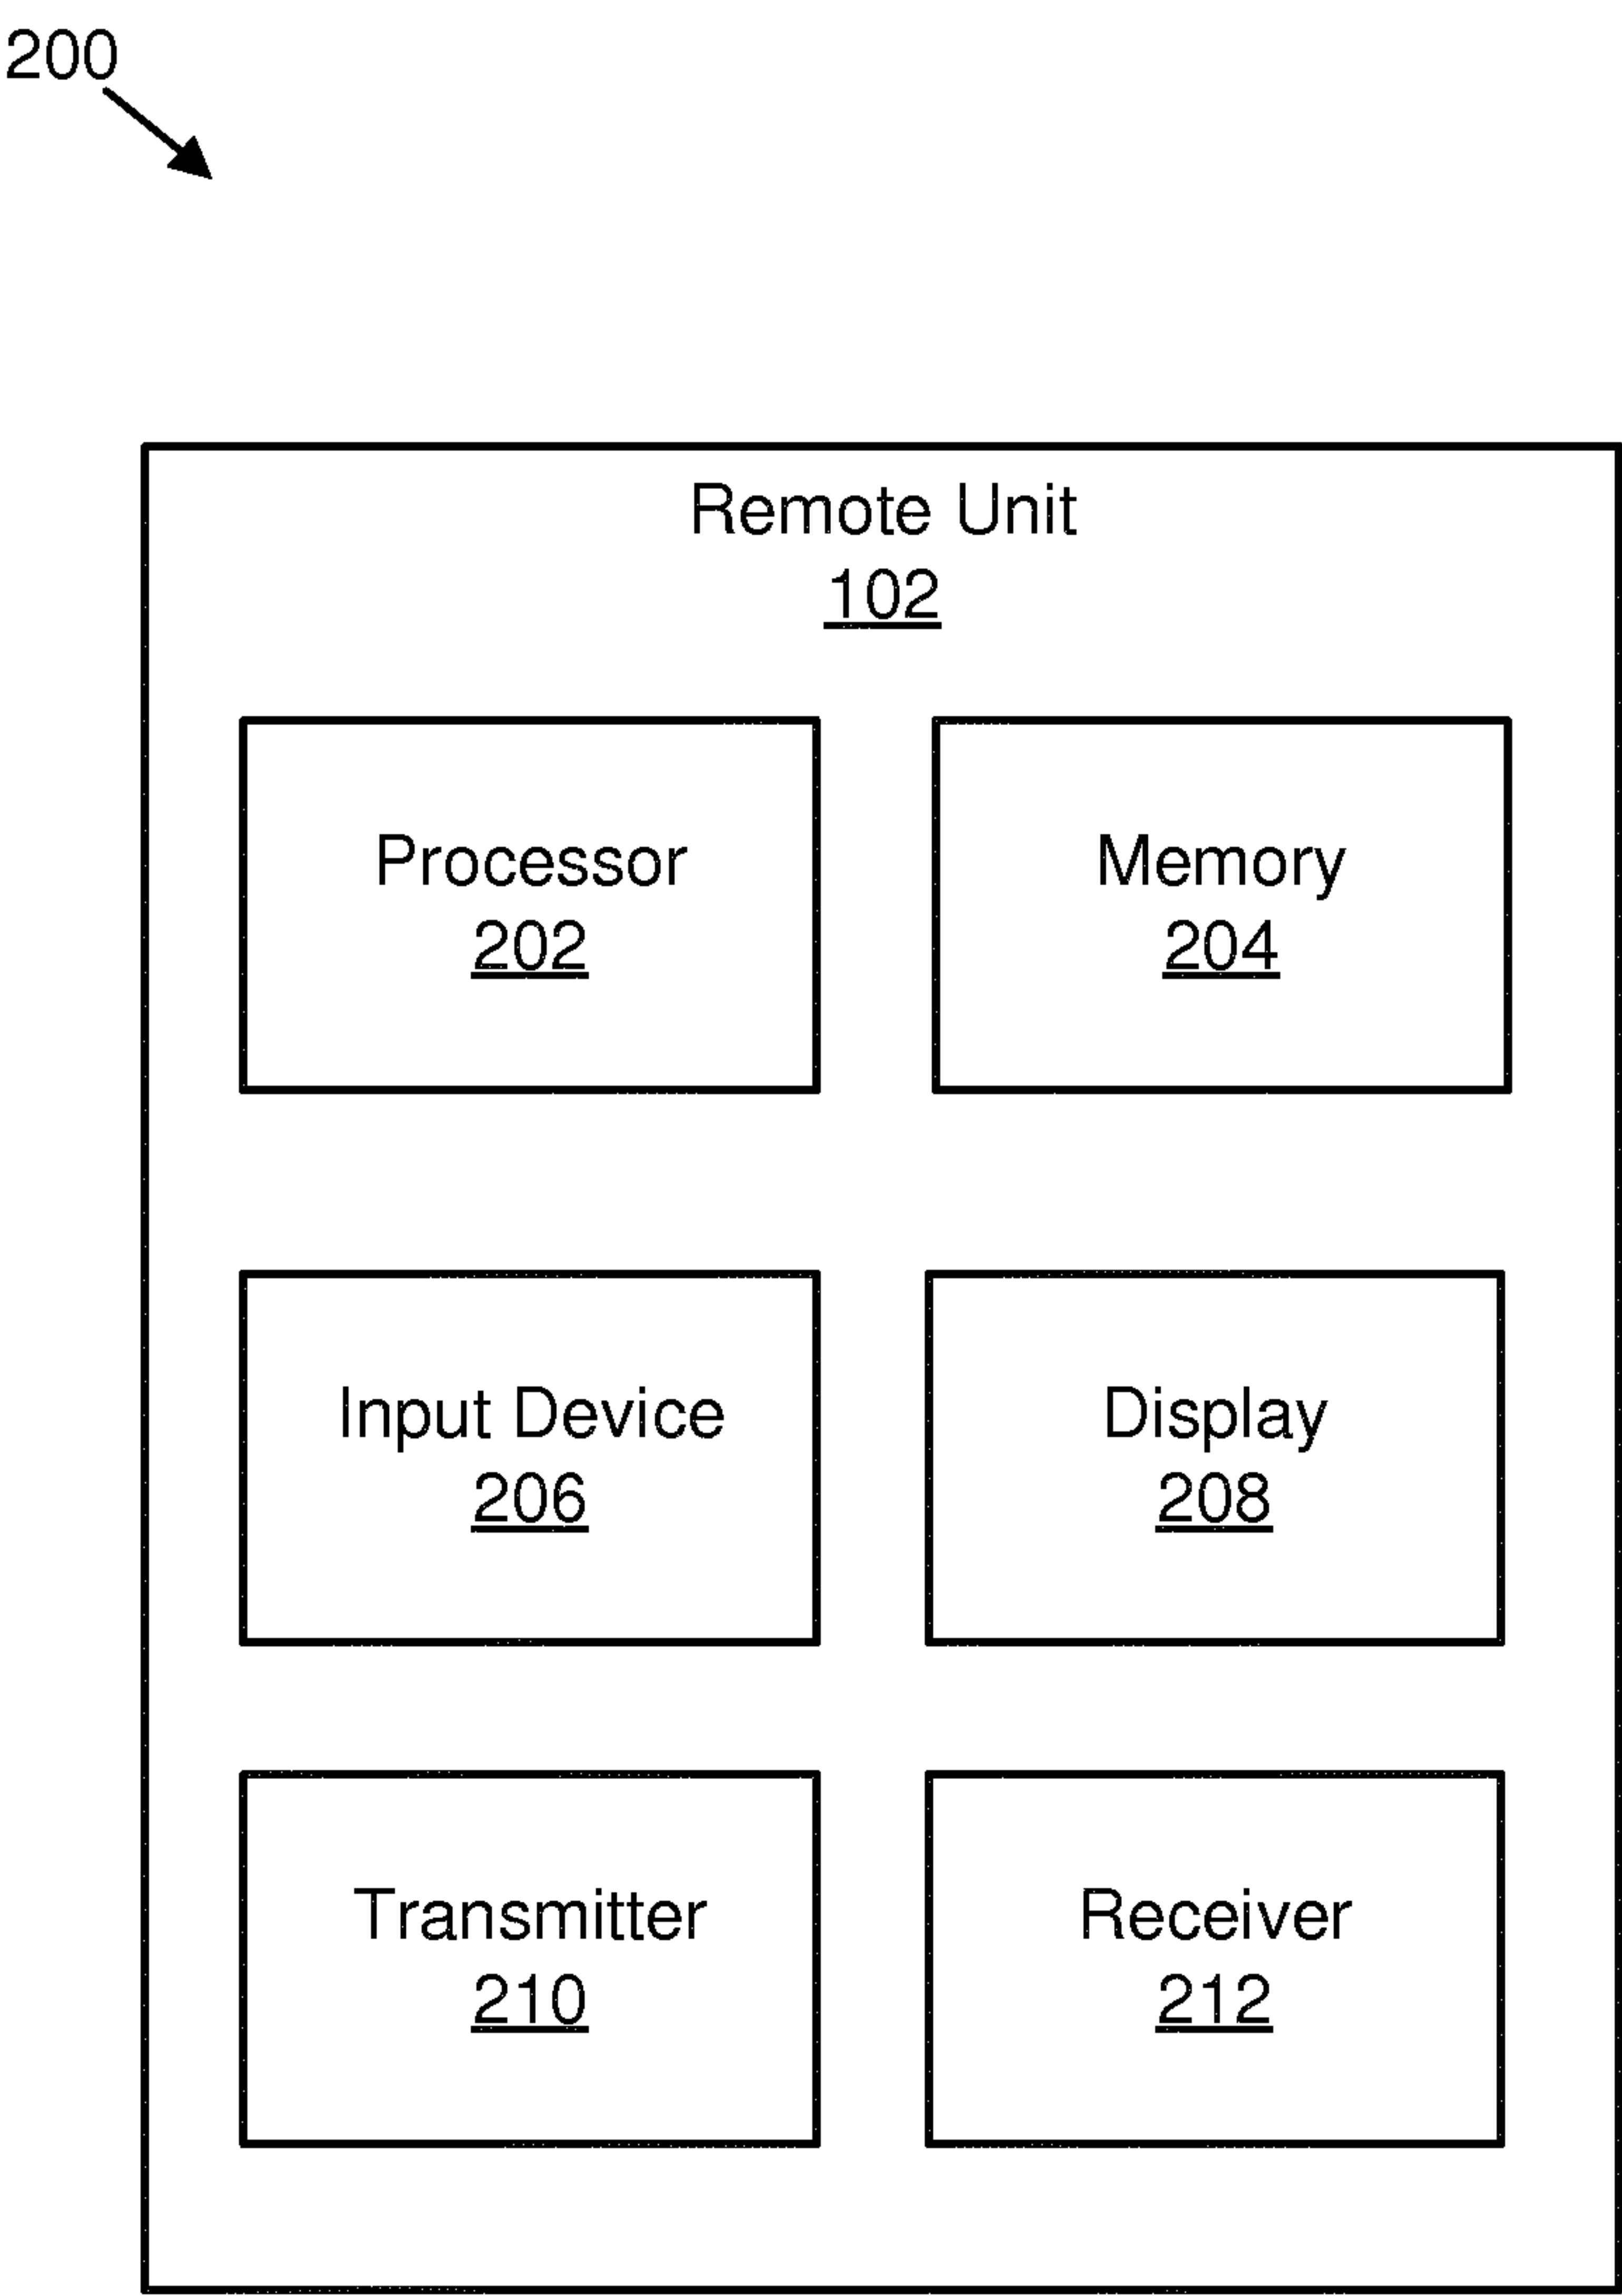 200
Remote Unit
102
Processor
202
Memory
204
Input Device
206
Display
208
Transmitter
210
Receiver
212